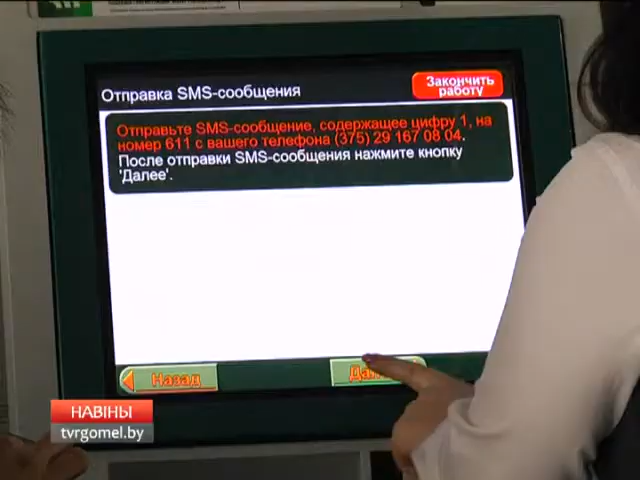 Отправка SMS-сообщения
Закончить
работу
Отправьте SMS-сообщение, содержащее цифру 1, на
номер 611 с вашего телефона (375) 29 167 08 04.
После отправки SMS-сообщения нажмите кнопку
'Далее'.
Назад
НАВІНЫ
tvrgomel.by